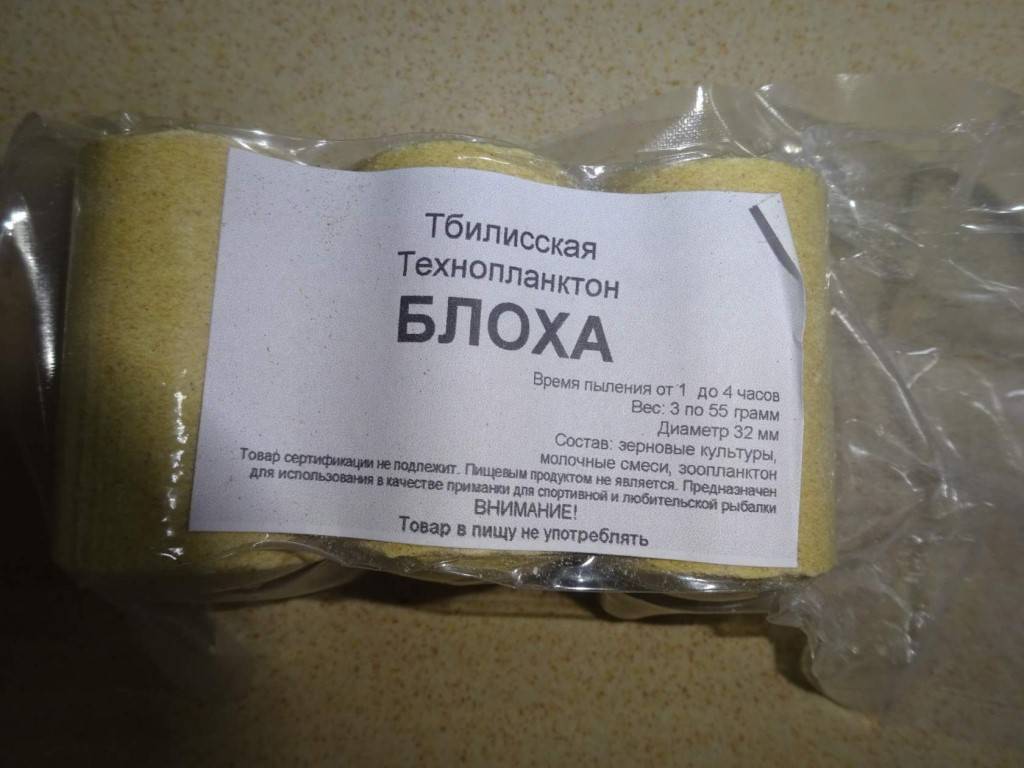 Тбилисская
Технопланктон
БЛОХА
Время пыления от 1 до 4 часов
Вес: 3 по 55 грамм
Диаметр 32 мм
Состав: зерновые культуры,
молочные смеси, зоопланктон
Товар сертификации не подлежит. Пищевым продуктом не является. Предназначен
для использования в качестве приманки для спортивной и любительской рыбалки
ВНИМАНИЕ!
Товар в пищу не употреблять